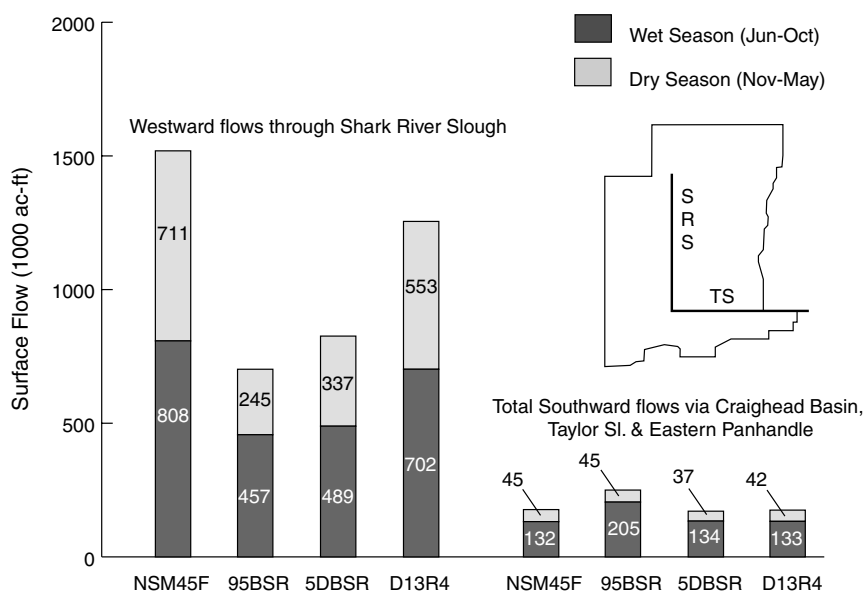 2000
1500
1000
500
0
Surface Flow (1000 ac-ft)
Wet Season (Jun-Oct)
Dry Season (Nov-May)
Westward flows through Shark River Slough
711
808
245
457
337
489
553
702
S
R
S
TS
Total Southward flows via Craighead Basin,
Taylor Sl. & Eastern Panhandle
45
132
45
205
37
134
42
133
NSM45F 95BSR 5DBSR D13R4 NSM45F 95BSR 5DBSR D13R4